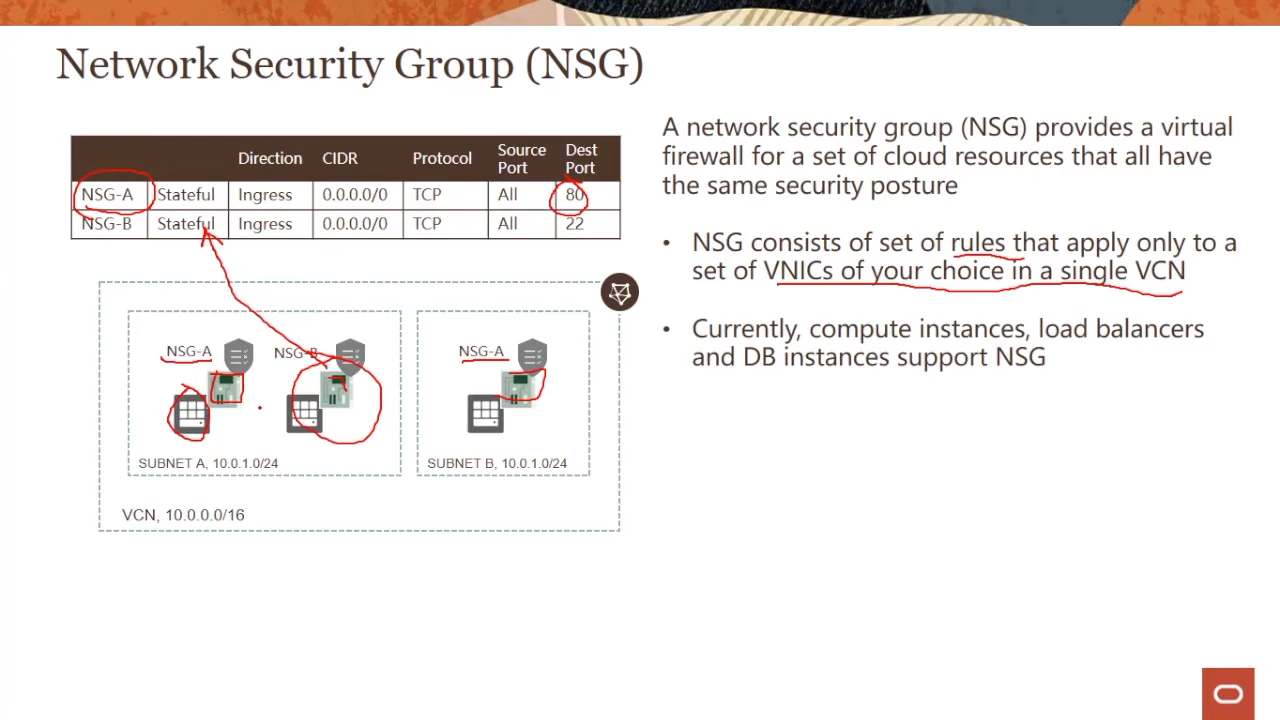 Network Security Group (NSG)
Direction CIDR Protocol Source Port Dest Port
NSG-A Stateful Ingress 0.0.0.0/0 TCP All 80
NSG-B Stateful Ingress 0.0.0.0/0 TCP All 22
NSG-A NSG-B NSG-A
SUBNET A, 10.0.1.0/24 SUBNET B, 10.0.1.0/24
VCN, 10.0.0.0/16
A network security group (NSG) provides a virtual
firewall for a set of cloud resources that all have
the same security posture
• NSG consists of set of rules that apply only to a
set of VNICs of your choice in a single VCN
• Currently, compute instances, load balancers
and DB instances support NSG